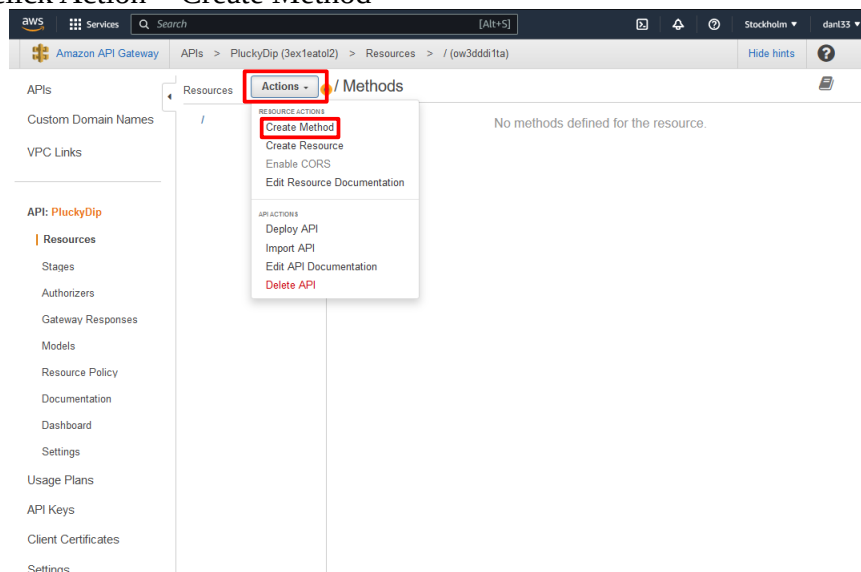 click Action – Create Method
aws Services Search [Alt+S] Stockholm ▼ danl33 ▼
Amazon API Gateway APIs > PluckyDip (3ex1eatol2) > Resources > / (ow3dddi1ta) Hide hints ?
APIs
Resources Actions / Methods
RESOURCE ACTIONS
Custom Domain Names / Create Method No methods defined for the resource.
Create Resource
VPC Links
Enable CORS
Edit Resource Documentation
API: PluckyDip
API ACTIONS
Deploy API
Resources
Import API
Stages
Edit API Documentation
Delete API
Authorizers
Gateway Responses
Models
Resource Policy
Documentation
Dashboard
Settings
Usage Plans
API Keys
Client Certificates
Settings